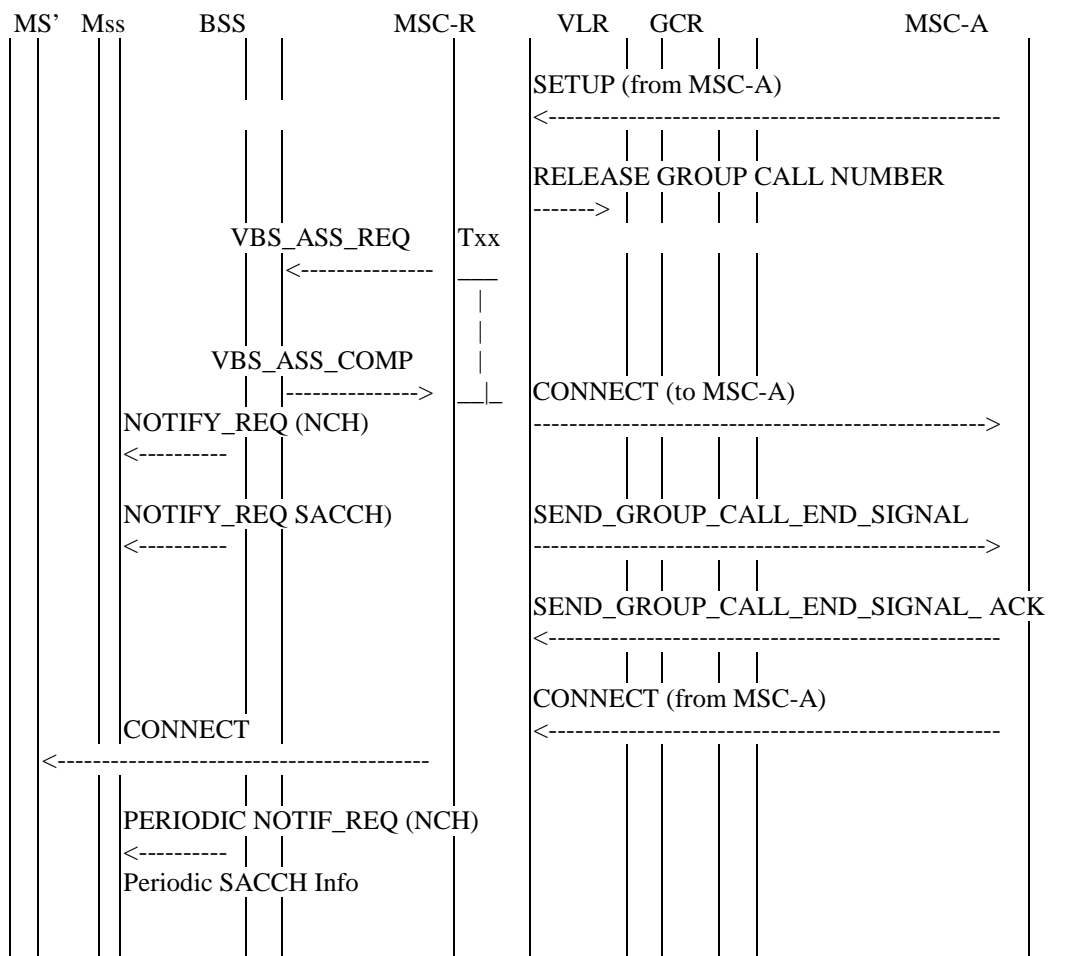 MS’ Mss BSS MSC-R VLR GCR MSC-A
SETUP (from MSC-A)
<---------------------------------------------------
RELEASE GROUP CALL NUMBER
------->
VBS_ASS_REQ Txx
<---------------
VBS_ASS_COMP
---------------> CONNECT (to MSC-A)
NOTIFY_REQ (NCH) --------------------------------------------------->
<----------
NOTIFY_REQ SACCH) SEND_GROUP_CALL_END_SIGNAL
<---------- --------------------------------------------------->
SEND_GROUP_CALL_END_SIGNAL_ ACK
<---------------------------------------------------
CONNECT (from MSC-A)
CONNECT <---------------------------------------------------
<------------------------------------------
PERIODIC NOTIF_REQ (NCH)
<----------
Periodic SACCH Info